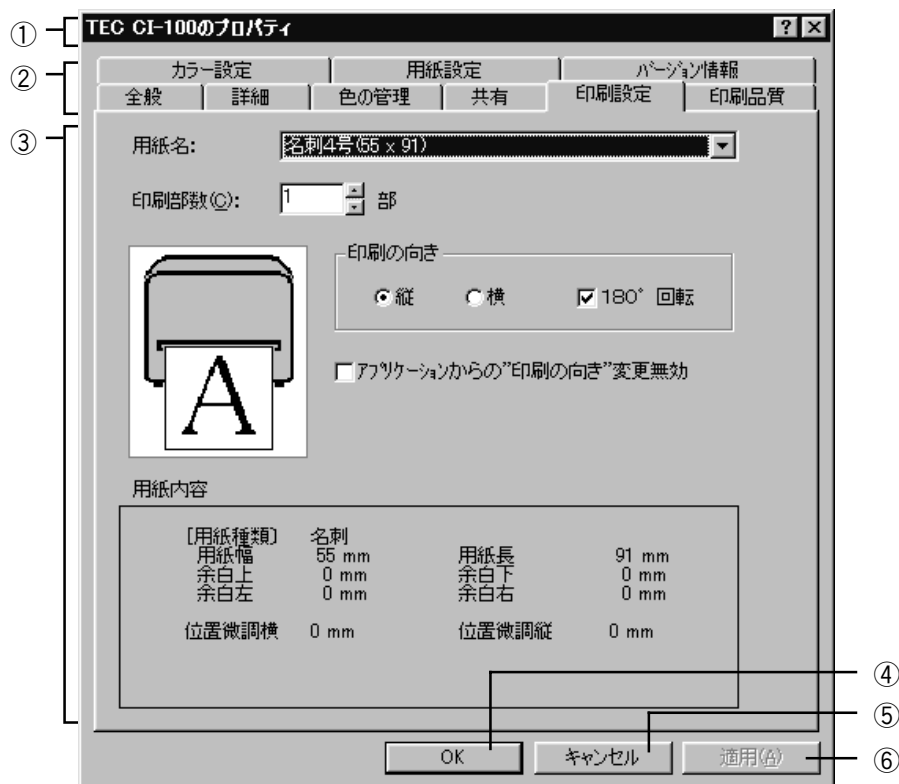 ① TEC CI-100のプロパティ
② カラー設定 用紙設定 バージョン情報
全般 詳細 色の管理 共有 印刷設定 印刷品質
③ 用紙名: 名刺4号(55 x 91)
印刷部数(C): 1 部
印刷の向き
縦 横 180° 回転
アプリケーションからの"印刷の向き"変更無効
A
用紙内容
[用紙種類] 名刺
用紙幅 55 mm 用紙長 91 mm
余白上 0 mm 余白下 0 mm
余白左 0 mm 余白右 0 mm
位置微調横 0 mm 位置微調縦 0 mm
④
⑤
OK キャンセル 適用(A) ⑥